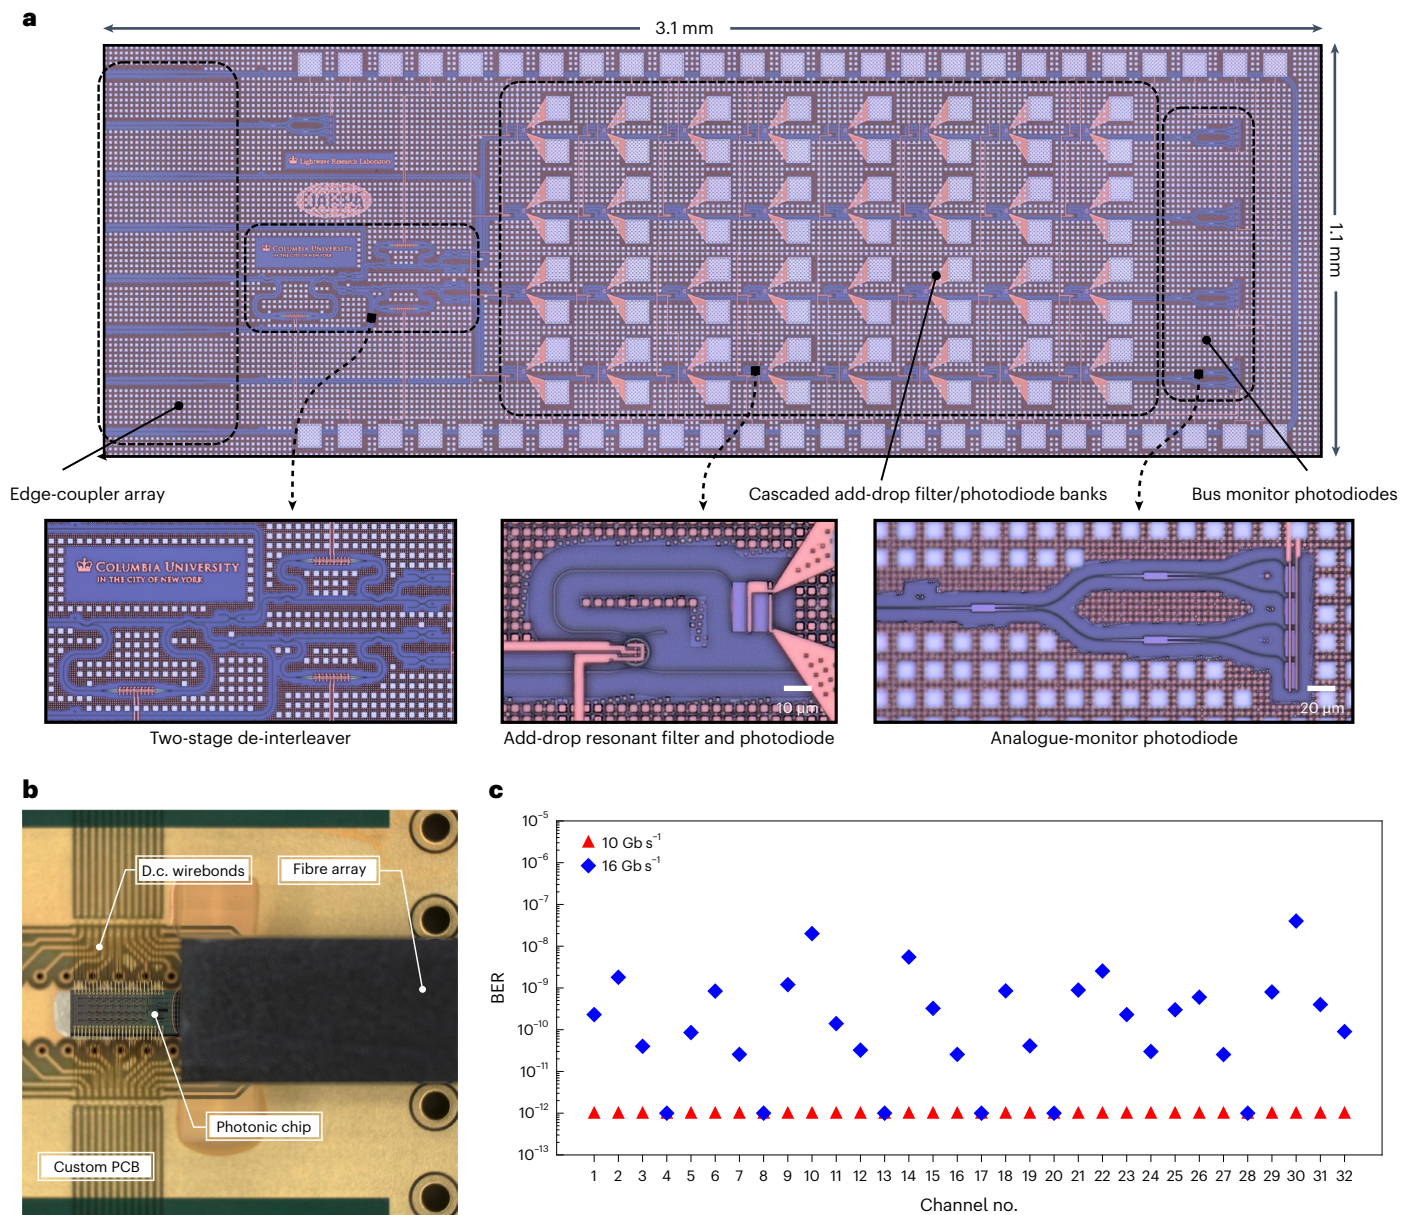 a
3.1 mm
1.1 mm
Lightwave Research Laboratory
COLUMBIA UNIVERSITY
IN THE CITY OF NEW YORK
Edge-coupler array
Cascaded add-drop filter/photodiode banks
Bus monitor photodiodes
COLUMBIA UNIVERSITY
IN THE CITY OF NEW YORK
10 µm
20 µm
Two-stage de-interleaver
Add-drop resonant filter and photodiode
Analogue-monitor photodiode
b
D.c. wirebonds
Fibre array
Photonic chip
Custom PCB
c
10⁻⁵
10⁻⁶
10⁻⁷
10⁻⁸
10⁻⁹
10⁻¹⁰
10⁻¹¹
10⁻¹²
10⁻¹³
BER
10 Gb s⁻¹
16 Gb s⁻¹
1 2 3 4 5 6 7 8 9 10 11 12 13 14 15 16 17 18 19 20 21 22 23 24 25 26 27 28 29 30 31 32
Channel no.